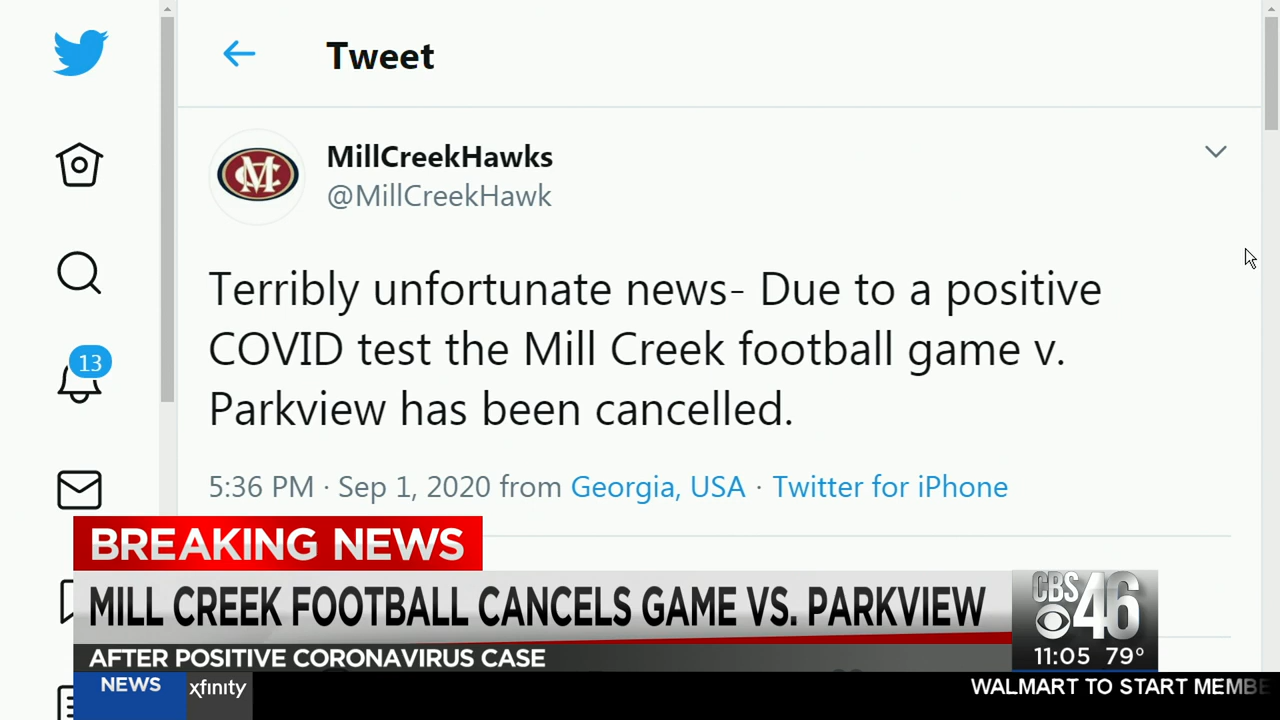 Tweet
MC
MillCreekHawks
@MillCreekHawk
Terribly unfortunate news- Due to a positive
COVID test the Mill Creek football game v.
Parkview has been cancelled.
13
5:36 PM · Sep 1, 2020 from Georgia, USA · Twitter for iPhone
BREAKING NEWS
MILL CREEK FOOTBALL CANCELS GAME VS. PARKVIEW
AFTER POSITIVE CORONAVIRUS CASE
CBS 46
11:05 79°
NEWS xfinity
WALMART TO START MEMBE